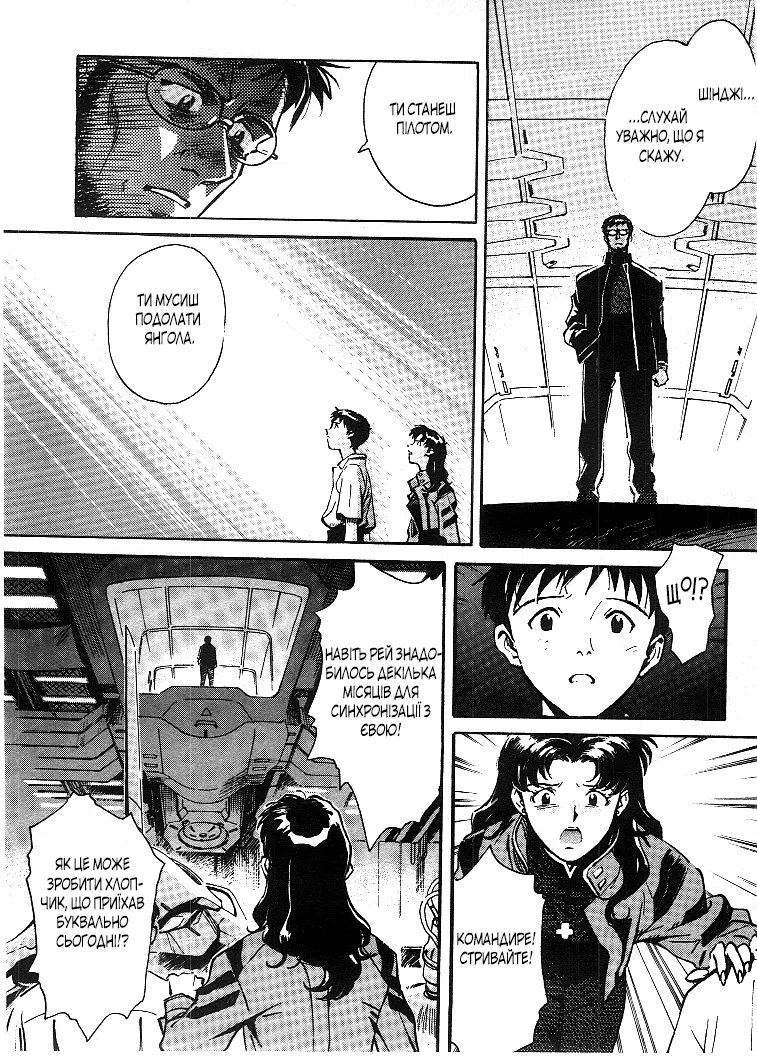 ШІНДЖІ...
...СЛУХАЙ
УВАЖНО, ЩО Я
СКАЖУ.
ТИ СТАНЕШ
ПІЛОТОМ.
ТИ МУСИШ
ПОДОЛАТИ
ЯНГОЛА.
ЩО!?
КОМАНДИРЕ!
СТРИВАЙТЕ!
НАВІТЬ РЕЙ ЗНАДО-
БИЛОСЬ ДЕКІЛЬКА
МІСЯЦІВ ДЛЯ
СИНХРОНІЗАЦІЇ З
ЄВОЮ!
ЯК ЦЕ МОЖЕ
ЗРОБИТИ ХЛОП-
ЧИК, ЩО ПРИЇХАВ
БУКВАЛЬНО
СЬОГОДНІ!?